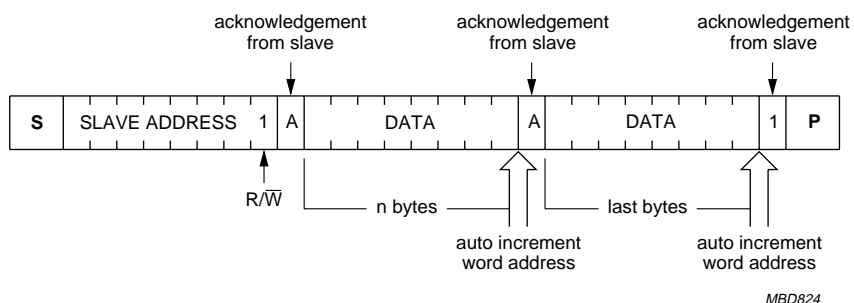 acknowledgement from slave
acknowledgement from slave
acknowledgement from slave
S SLAVE ADDRESS 1 A DATA A DATA 1 P
R/W̅
n bytes
last bytes
auto increment word address
auto increment word address
MBD824